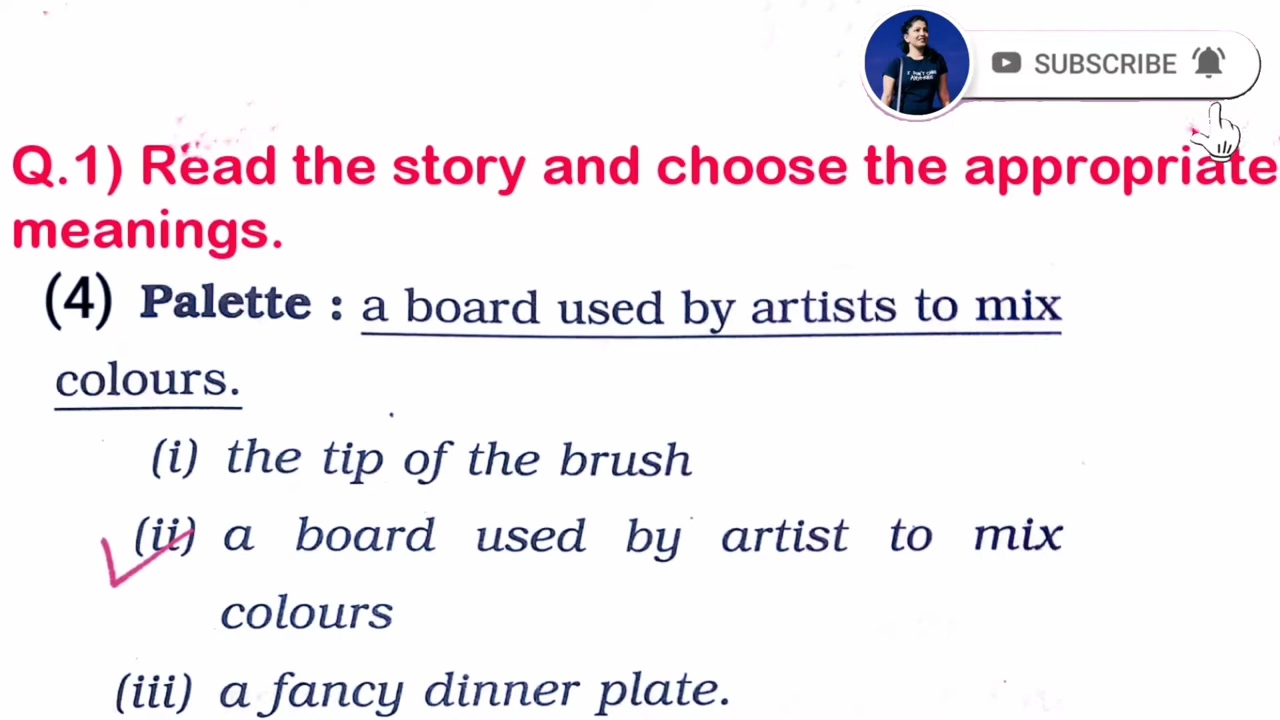 SUBSCRIBE
Q.1) Read the story and choose the appropriate
meanings.
(4) Palette : a board used by artists to mix
colours.
(i) the tip of the brush
(ii) a board used by artist to mix
colours
(iii) a fancy dinner plate.